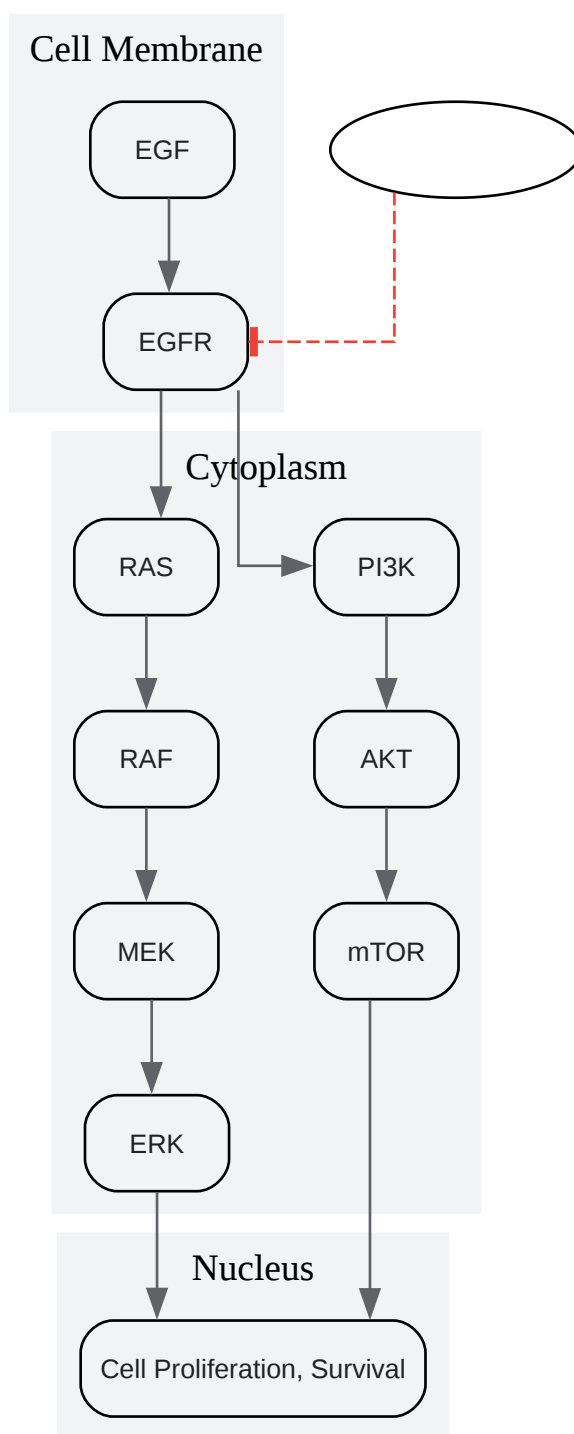 Cell Membrane
EGF
EGFR
Cytoplasm
RAS
PI3K
RAF
AKT
MEK
mTOR
ERK
Nucleus
Cell Proliferation, Survival